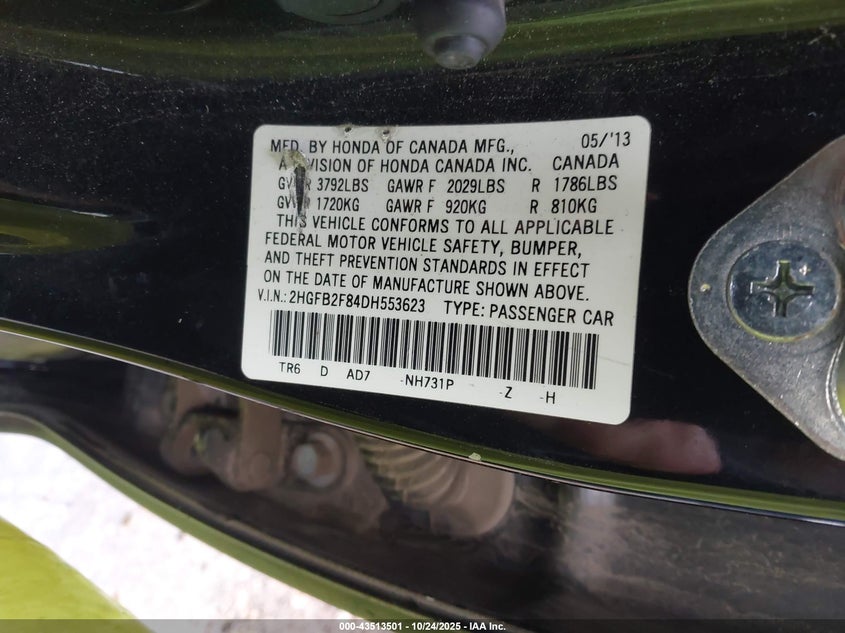 MFD. BY HONDA OF CANADA MFG., 05/'13
A DIVISION OF HONDA CANADA INC. CANADA
GVWR 3792LBS GAWR F 2029LBS R 1786LBS
GVWR 1720KG GAWR F 920KG R 810KG
THIS VEHICLE CONFORMS TO ALL APPLICABLE
FEDERAL MOTOR VEHICLE SAFETY, BUMPER,
AND THEFT PREVENTION STANDARDS IN EFFECT
ON THE DATE OF MANUFACTURE SHOWN ABOVE.
V.I.N.: 2HGFB2F84DH553623 TYPE: PASSENGER CAR
TR6 D AD7 -NH731P -Z -H
000-43513501 - 10/24/2025 - IAA Inc.